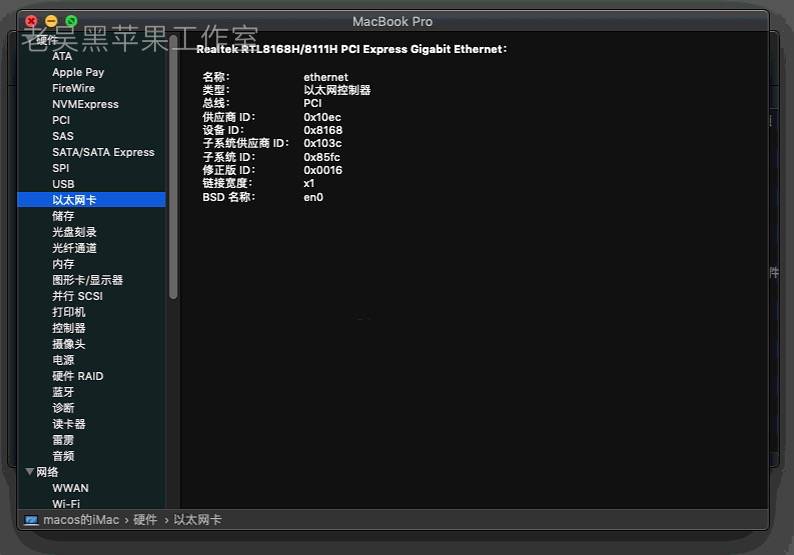 MacBook Pro
老吴黑苹果工作室
硬件
ATA
Apple Pay
FireWire
NVMExpress
PCI
SAS
SATA/SATA Express
SPI
USB
以太网卡
储存
光盘刻录
光纤通道
内存
图形卡/显示器
并行 SCSI
打印机
控制器
摄像头
电源
硬件 RAID
蓝牙
诊断
读卡器
雷雳
音频
网络
WWAN
Wi-Fi
Realtek RTL8168H/8111H PCI Express Gigabit Ethernet:
名称: ethernet
类型: 以太网控制器
总线: PCI
供应商 ID: 0x10ec
设备 ID: 0x8168
子系统供应商 ID: 0x103c
子系统 ID: 0x85fc
修正版 ID: 0x0016
链接宽度: x1
BSD 名称: en0
件
macos的iMac › 硬件 › 以太网卡